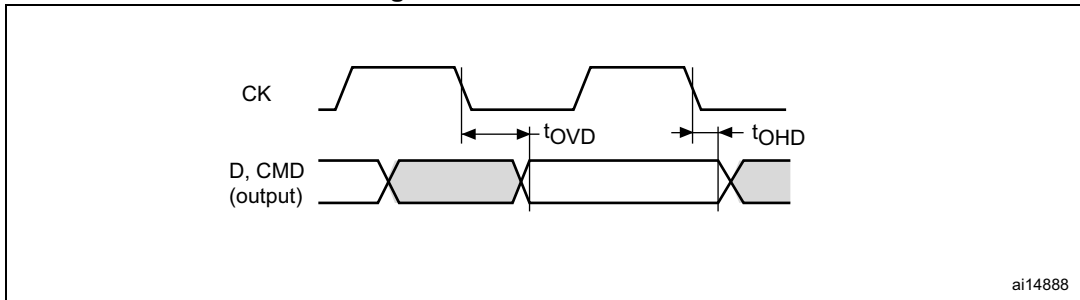 CK
tOVD
tOHD
D, CMD
(output)
ai14888